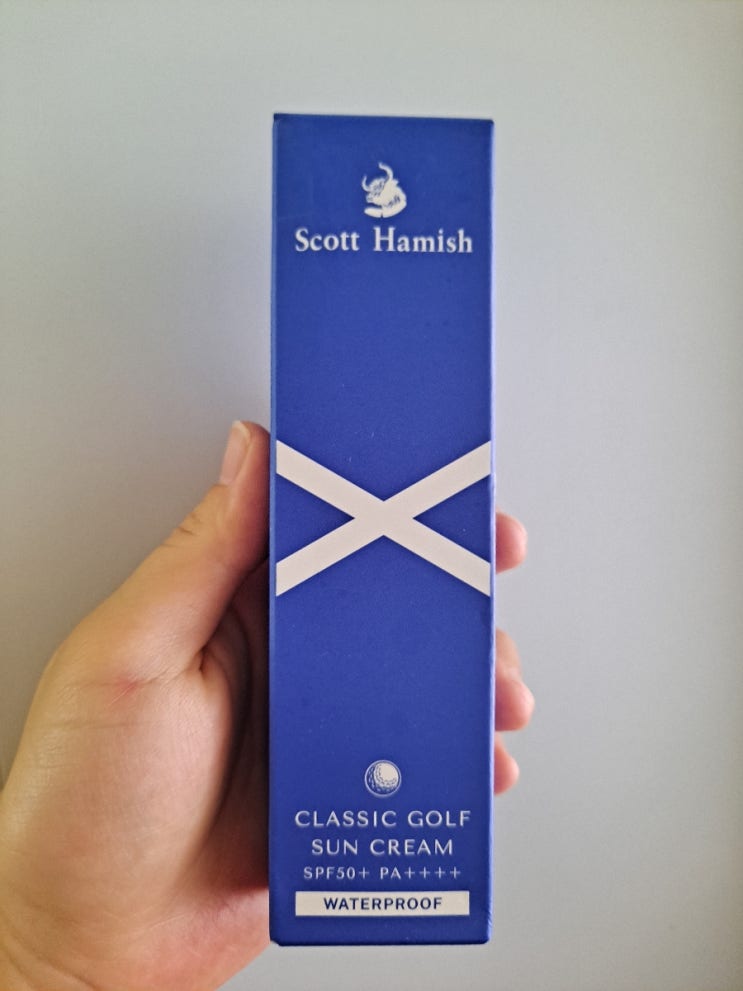 Scott Hamish
CLASSIC GOLF
SUN CREAM
SPF50+ PA++++
WATERPROOF